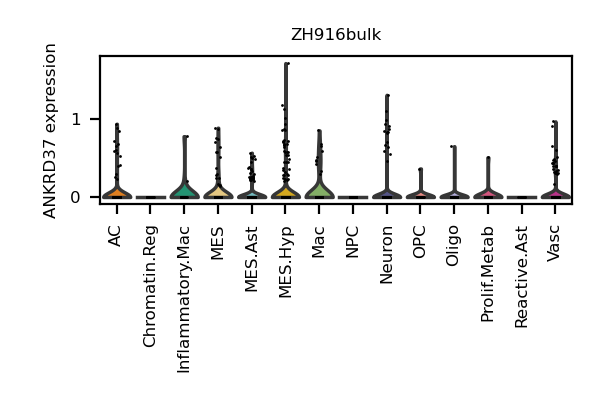 ZH916bulk
ANKRD37 expression
1
0
AC
Chromatin.Reg
Inflammatory.Mac
MES
MES.Ast
MES.Hyp
Mac
NPC
Neuron
OPC
Oligo
Prolif.Metab
Reactive.Ast
Vasc